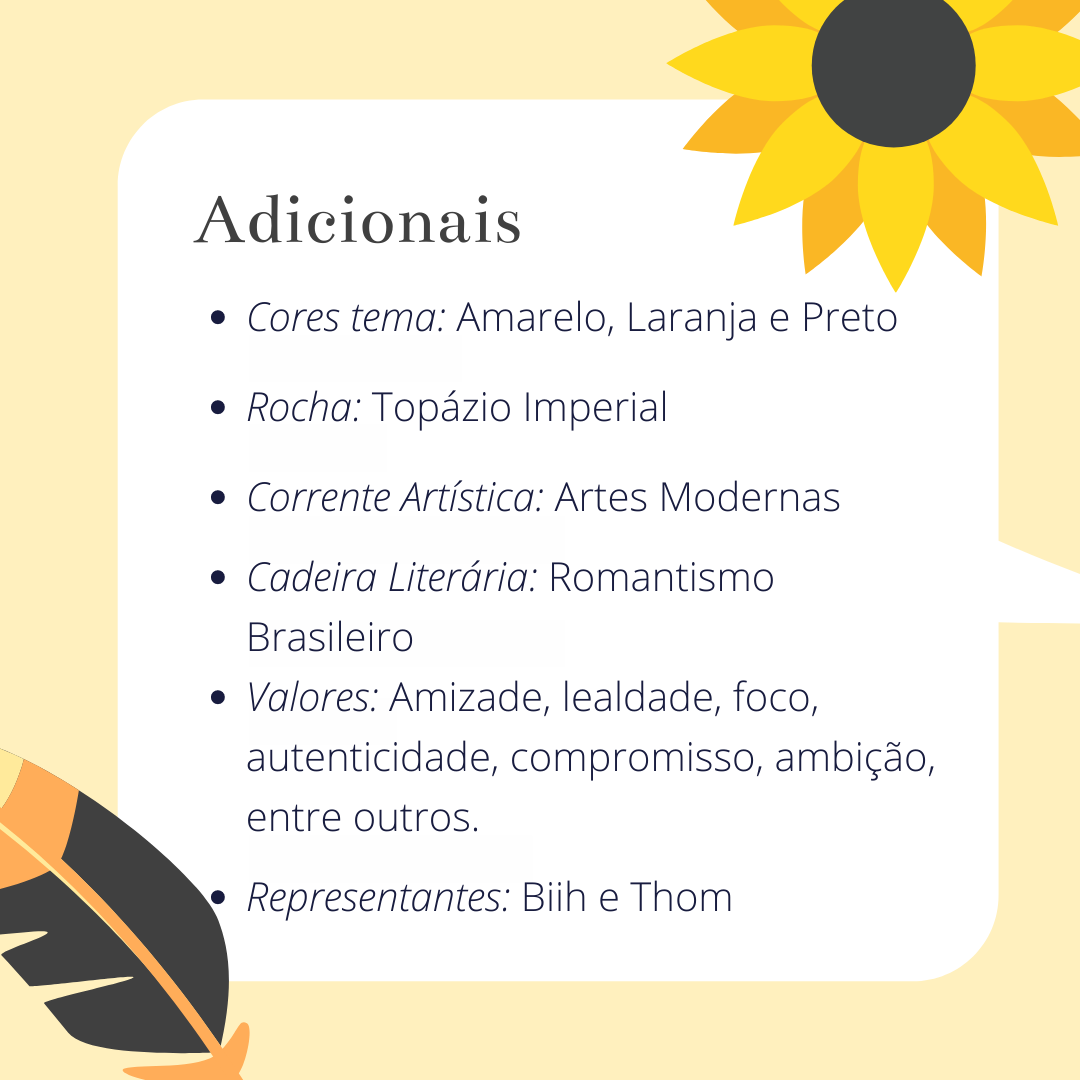 Adicionais
• Cores tema: Amarelo, Laranja e Preto
• Rocha: Topázio Imperial
• Corrente Artística: Artes Modernas
• Cadeira Literária: Romantismo
Brasileiro
• Valores: Amizade, lealdade, foco,
autenticidade, compromisso, ambição,
entre outros.
• Representantes: Biih e Thom